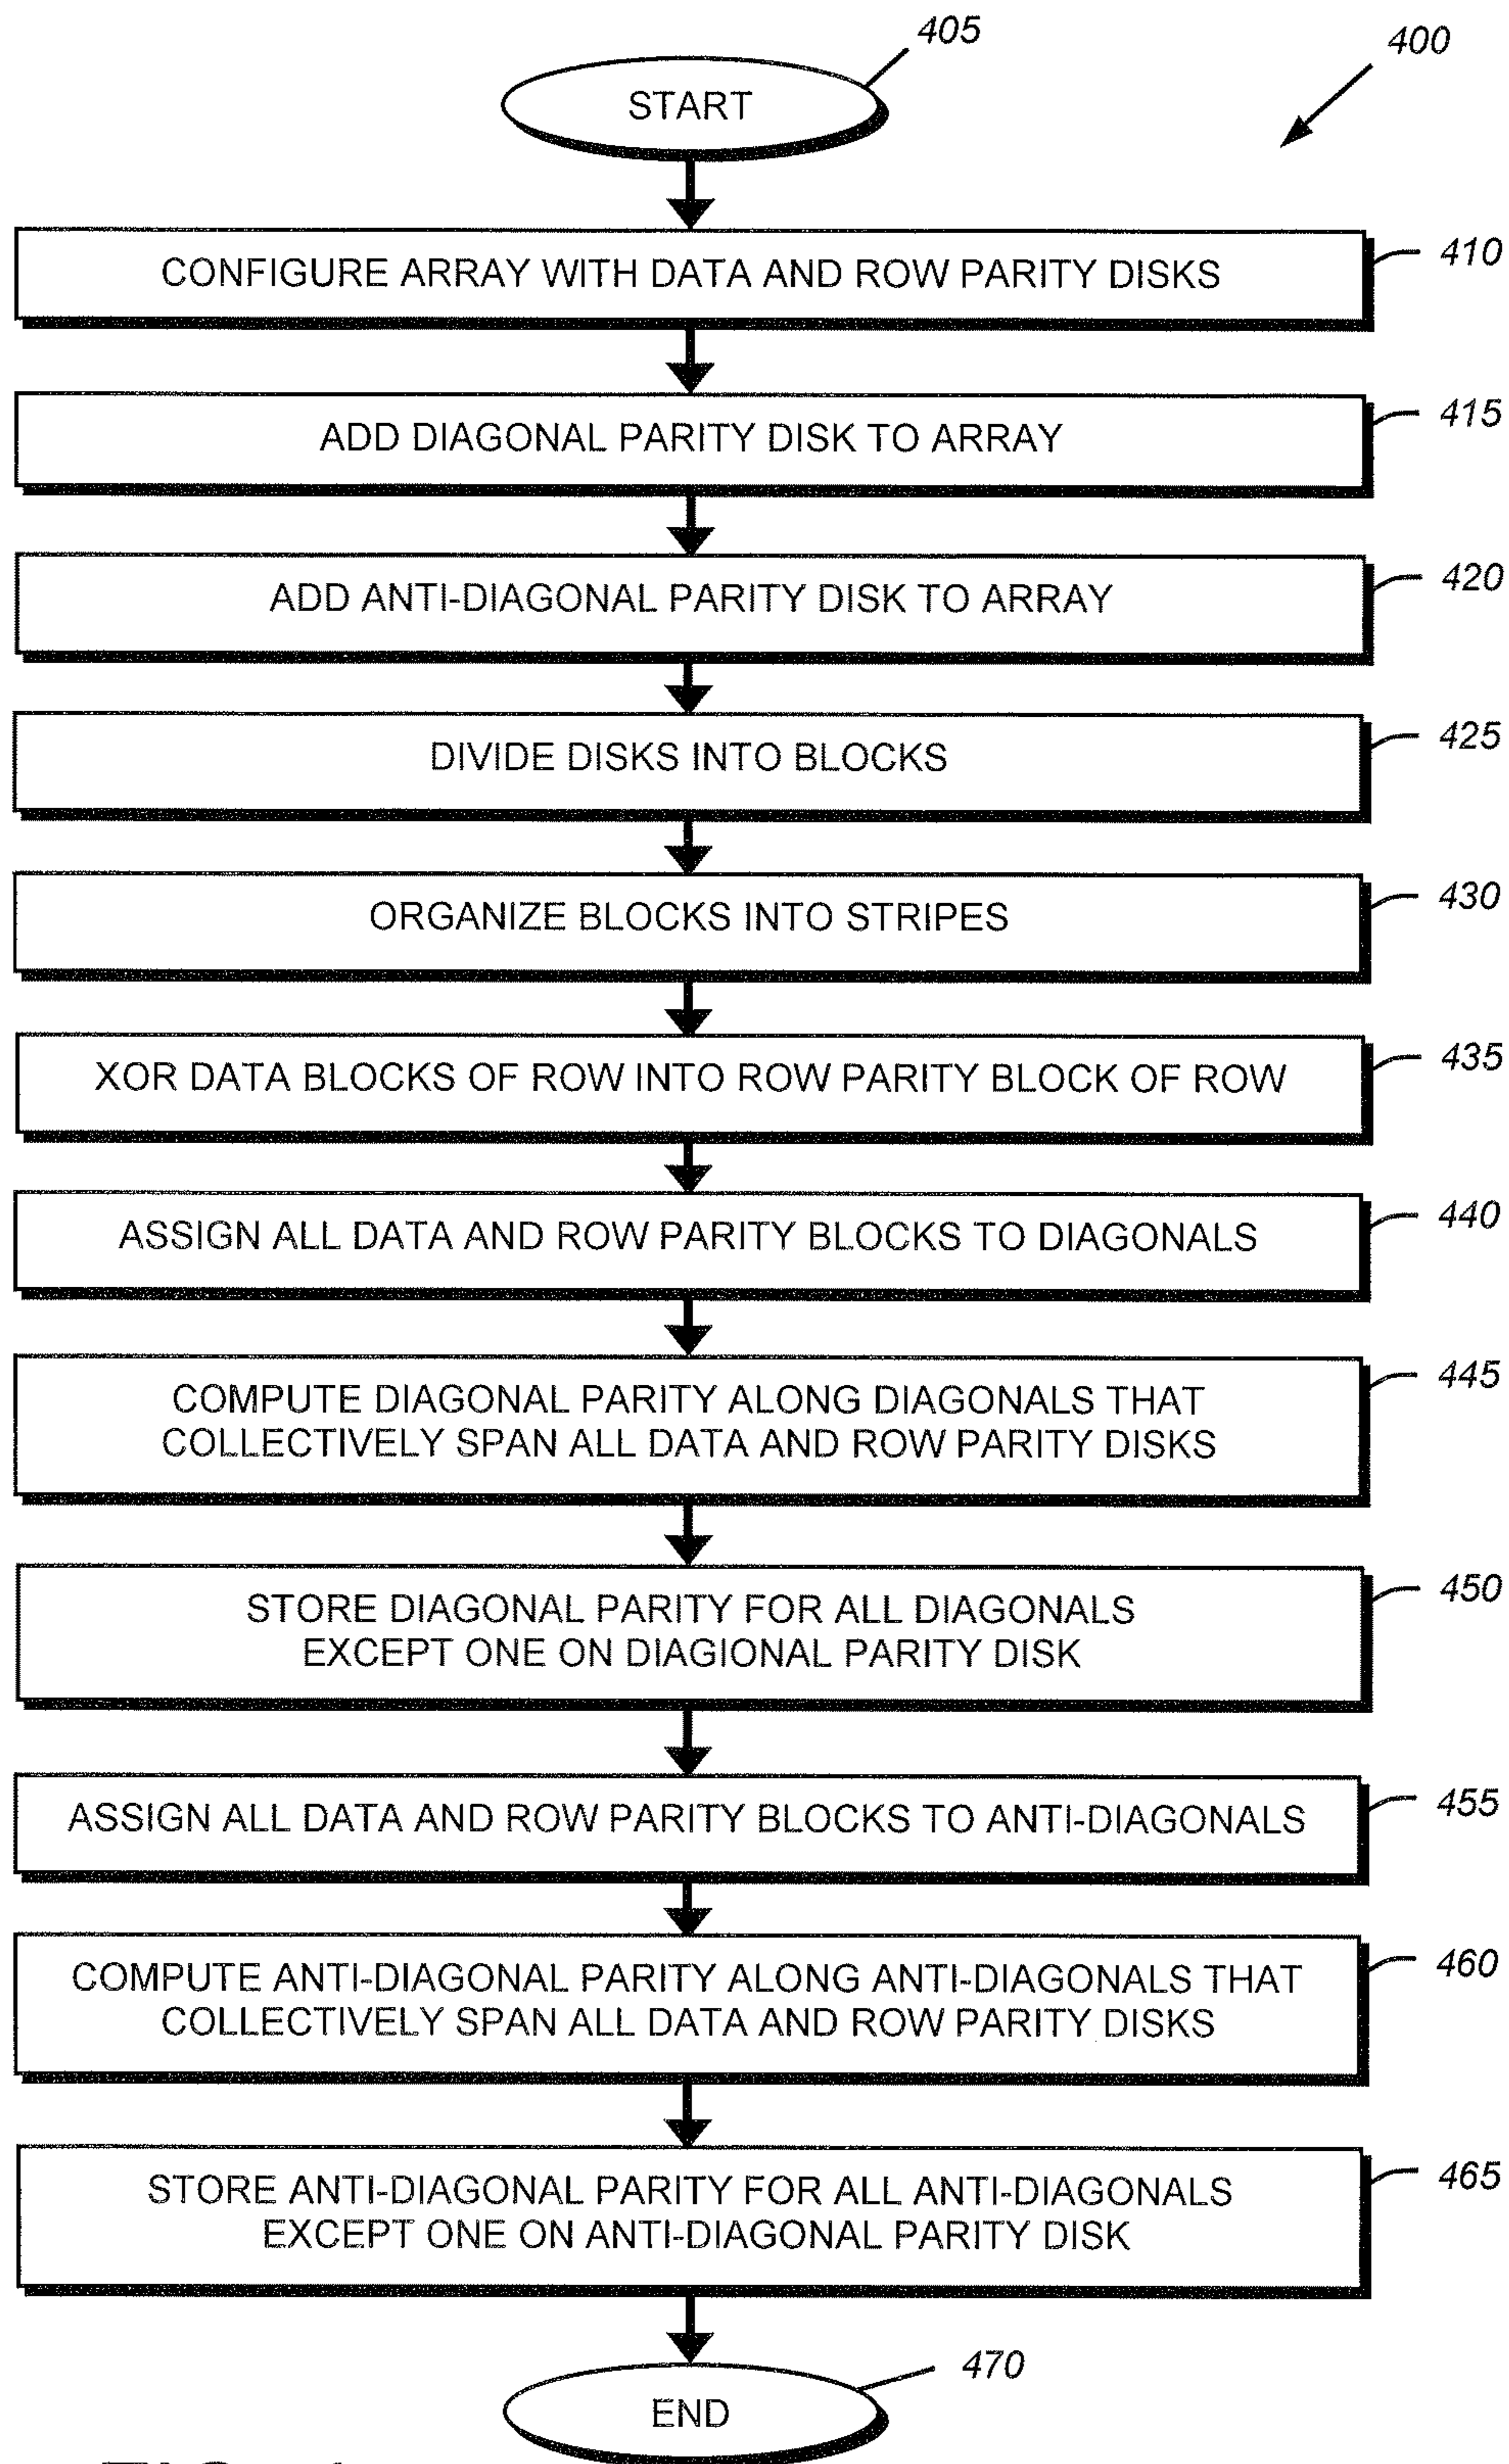 405
400
START
CONFIGURE ARRAY WITH DATA AND ROW PARITY DISKS
410
ADD DIAGONAL PARITY DISK TO ARRAY
415
ADD ANTI-DIAGONAL PARITY DISK TO ARRAY
420
DIVIDE DISKS INTO BLOCKS
425
ORGANIZE BLOCKS INTO STRIPES
430
XOR DATA BLOCKS OF ROW INTO ROW PARITY BLOCK OF ROW
435
ASSIGN ALL DATA AND ROW PARITY BLOCKS TO DIAGONALS
440
COMPUTE DIAGONAL PARITY ALONG DIAGONALS THAT
COLLECTIVELY SPAN ALL DATA AND ROW PARITY DISKS
445
STORE DIAGONAL PARITY FOR ALL DIAGONALS
EXCEPT ONE ON DIAGIONAL PARITY DISK
450
ASSIGN ALL DATA AND ROW PARITY BLOCKS TO ANTI-DIAGONALS
455
COMPUTE ANTI-DIAGONAL PARITY ALONG ANTI-DIAGONALS THAT
COLLECTIVELY SPAN ALL DATA AND ROW PARITY DISKS
460
STORE ANTI-DIAGONAL PARITY FOR ALL ANTI-DIAGONALS
EXCEPT ONE ON ANTI-DIAGONAL PARITY DISK
465
470
END